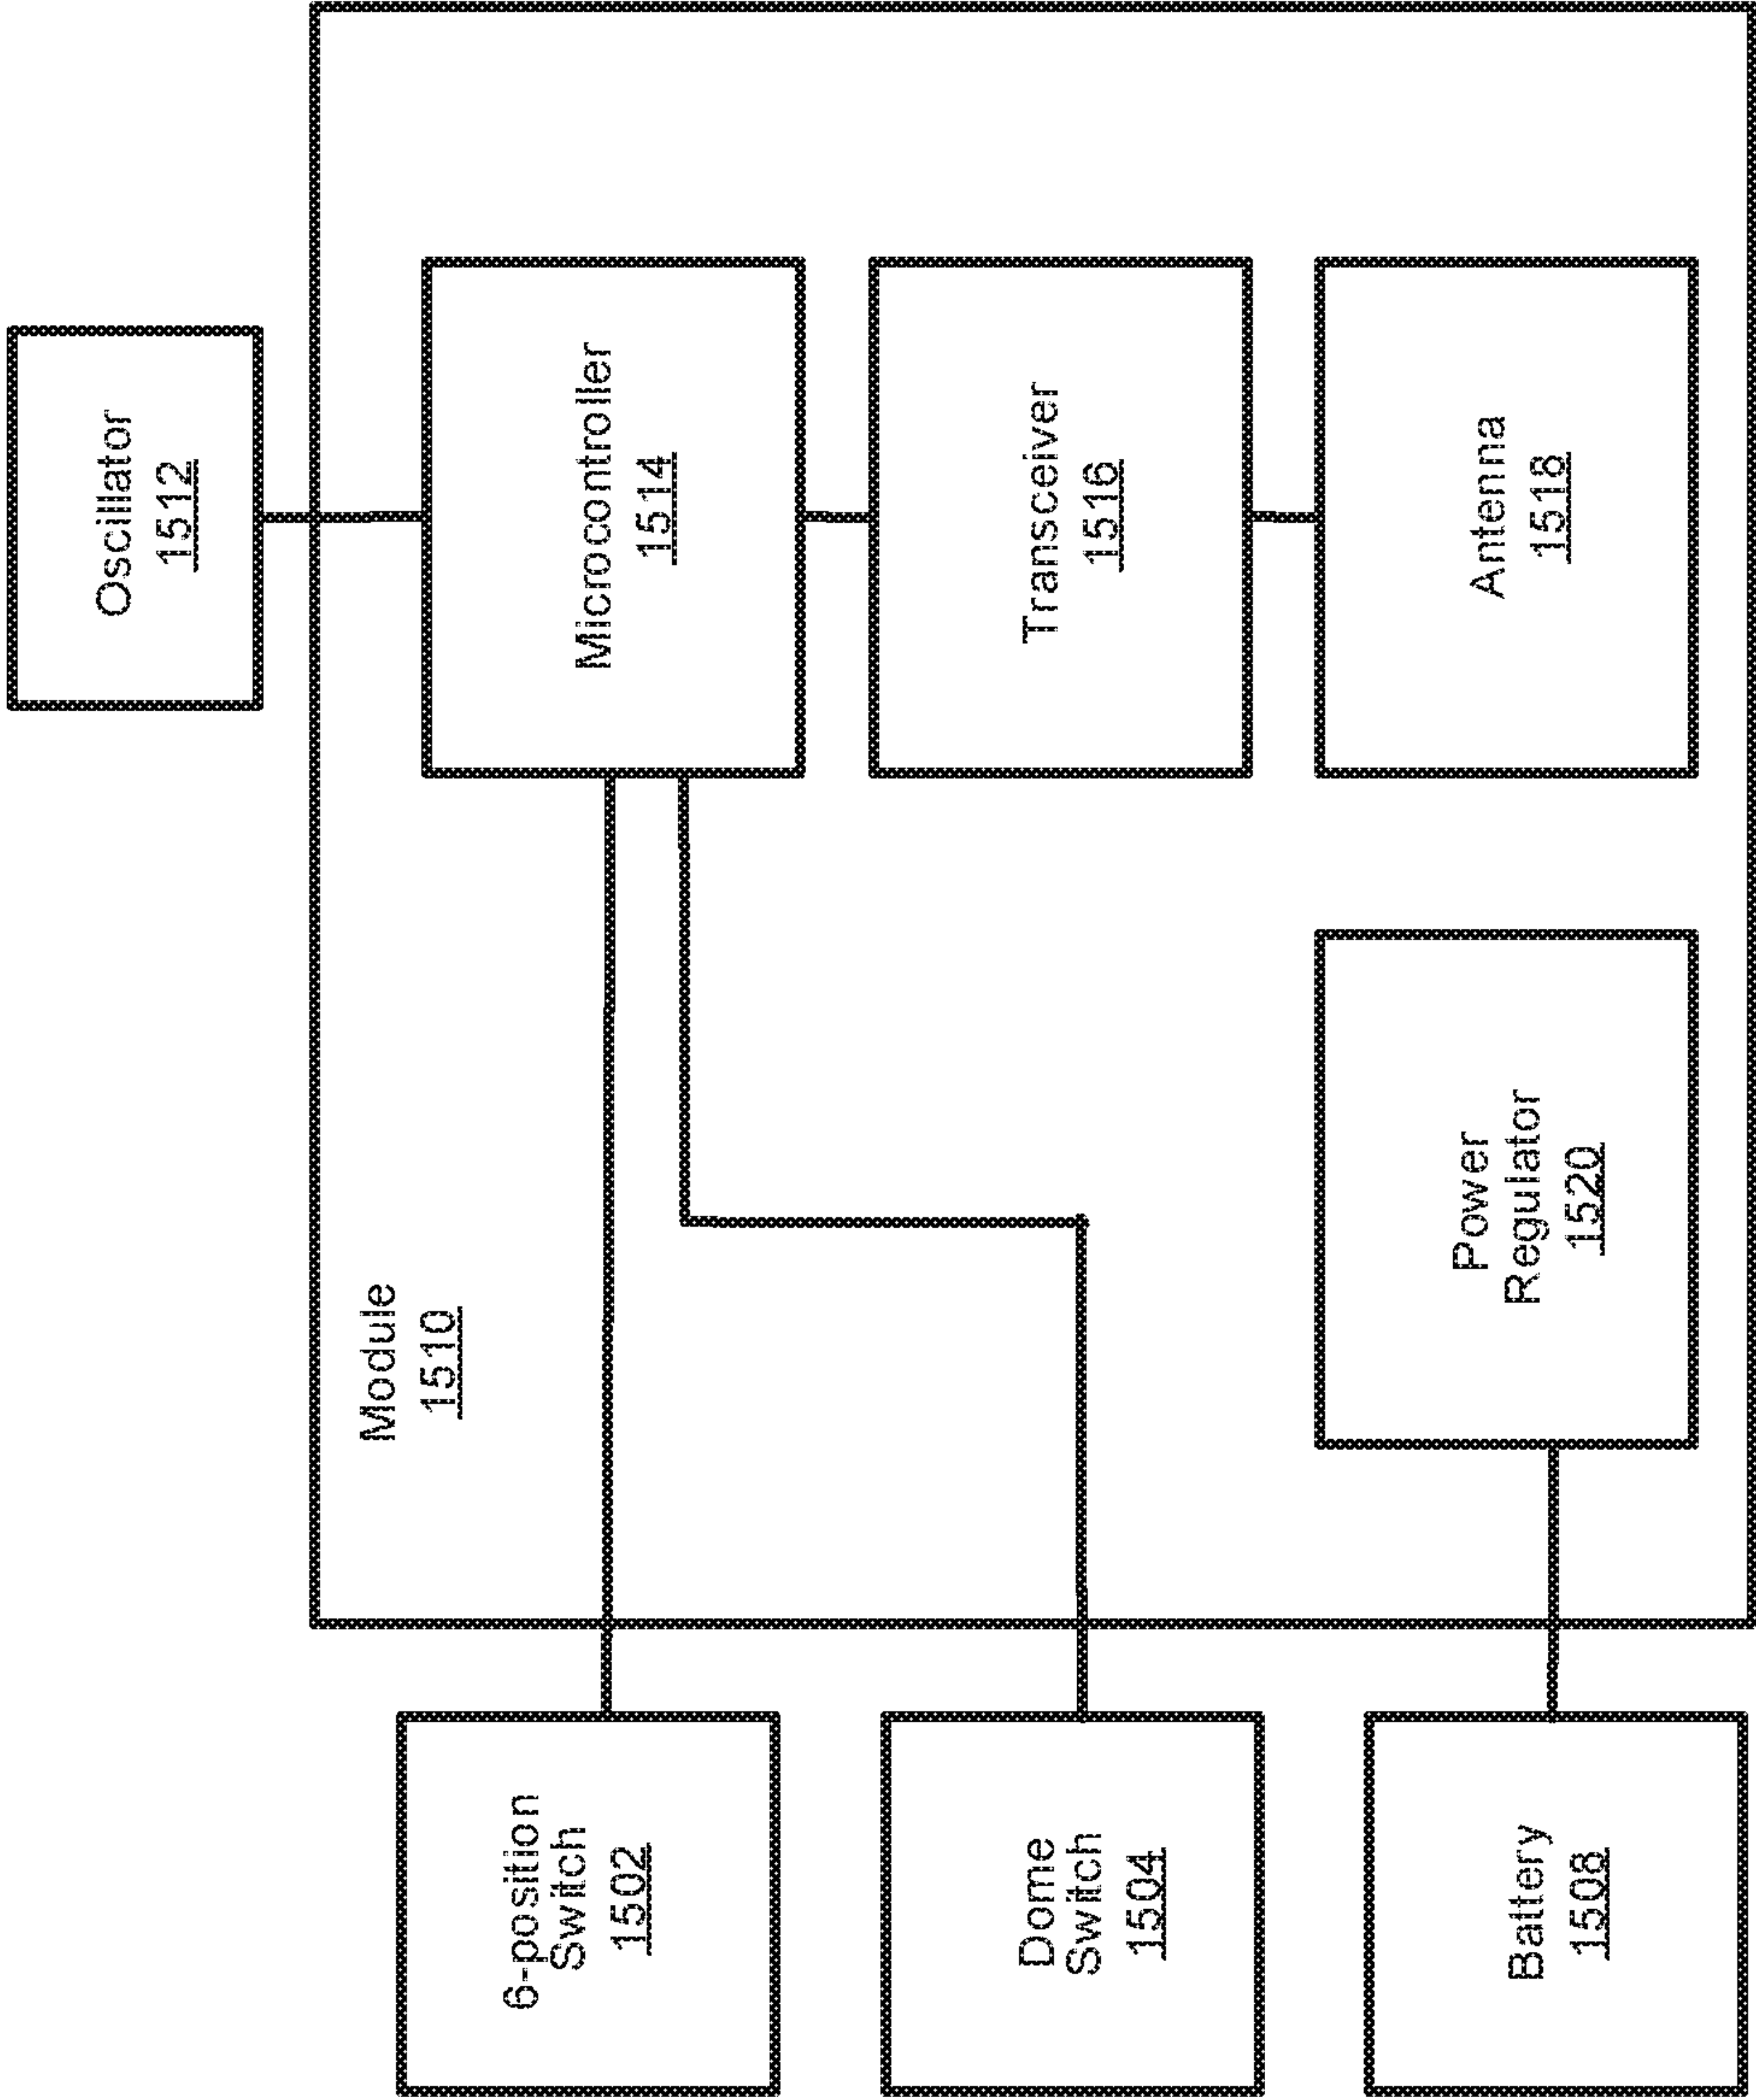 Oscillator
1512
Module
1510
Microcontroller
1514
6-position
Switch
1502
Transceiver
1516
Dome
Switch
1504
Antenna
1518
Power
Regulator
1520
Battery
1508